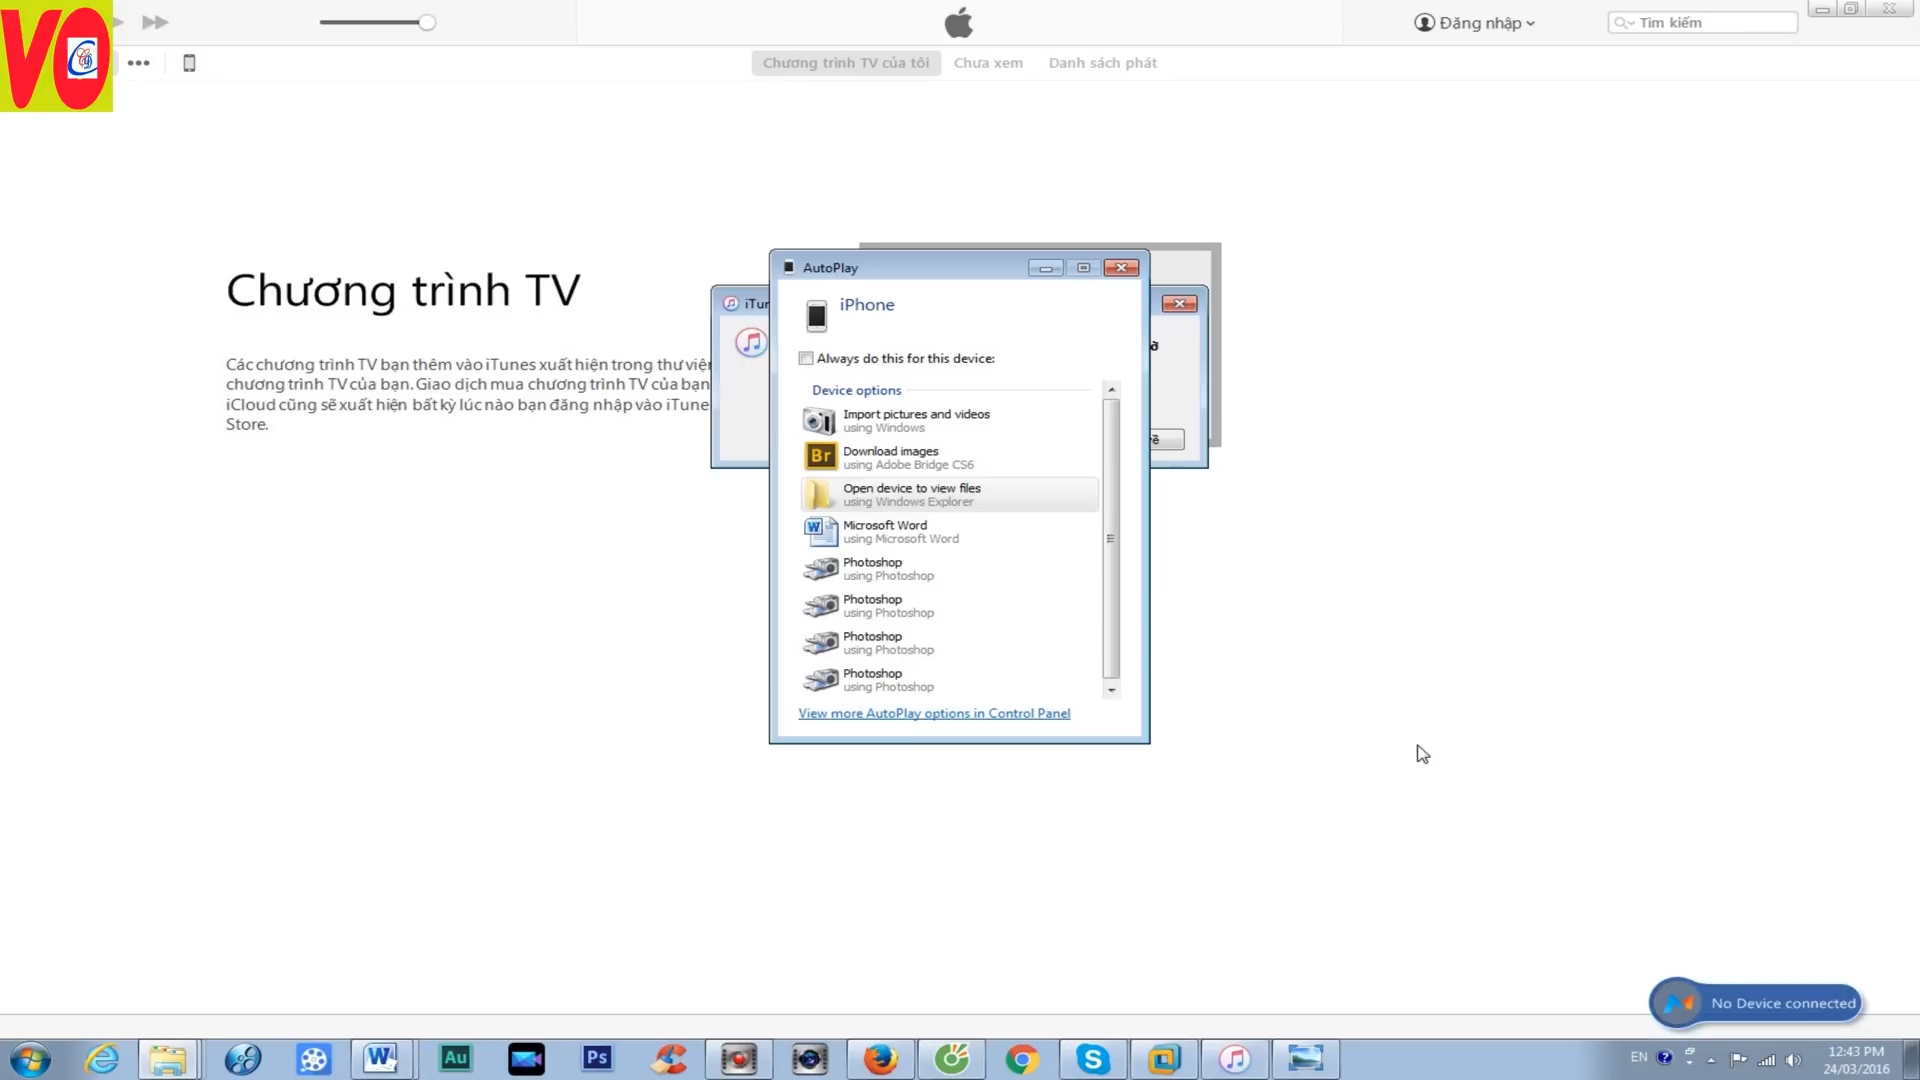 VO
Đăng nhập
Tìm kiếm
Chương trình TV của tôi
Chưa xem
Danh sách phát
Chương trình TV
Các chương trình TV bạn thêm vào iTunes xuất hiện trong thư viện
chương trình TV của bạn. Giao dịch mua chương trình TV của bạn
iCloud cũng sẽ xuất hiện bất kỳ lúc nào bạn đăng nhập vào iTunes
Store.
AutoPlay
iPhone
Always do this for this device:
Device options
Import pictures and videos
using Windows
Br
Download images
using Adobe Bridge CS6
Open device to view files
using Windows Explorer
Microsoft Word
using Microsoft Word
Photoshop
using Photoshop
Photoshop
using Photoshop
Photoshop
using Photoshop
Photoshop
using Photoshop
View more AutoPlay options in Control Panel
No Device connected
Au
Ps
EN
12:43 PM
24/03/2016